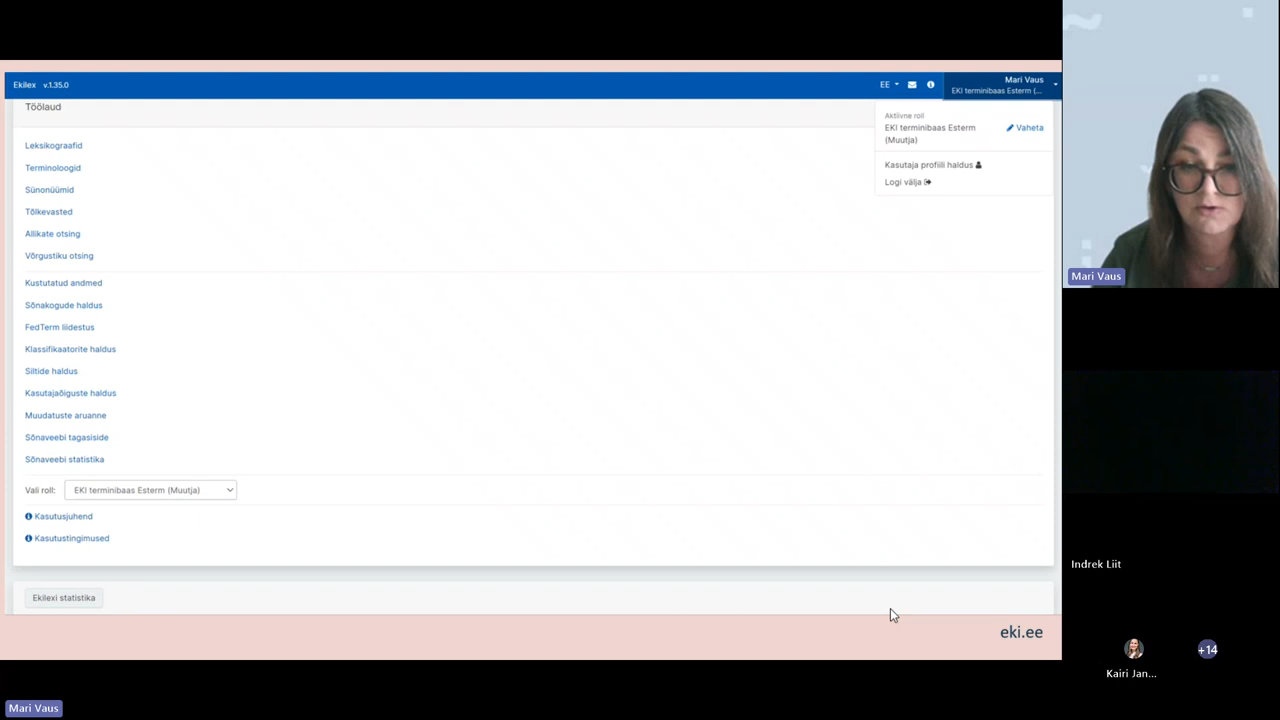 Ekilex v.1.35.0
EE
Mari Vaus
EKI terminibaas Esterm (...
Töölaud
Aktiivne roll
EKI terminibaas Esterm
(Muutja)
Vaheta
Kasutaja profiili haldus
Logi välja
Leksikograafid
Terminoloogid
Sünonüümid
Tõlkevasted
Allikate otsing
Võrgustiku otsing
Kustutatud andmed
Sõnakogude haldus
FedTerm liidestus
Klassifikaatorite haldus
Siltide haldus
Kasutajaõiguste haldus
Muudatuste aruanne
Sõnaveebi tagasiside
Sõnaveebi statistika
Vali roll: EKI terminibaas Esterm (Muutja)
Kasutusjuhend
Kasutustingimused
Ekilexi statistika
eki.ee
Mari Vaus
Indrek Liit
+14
Kairi Jan...
Mari Vaus